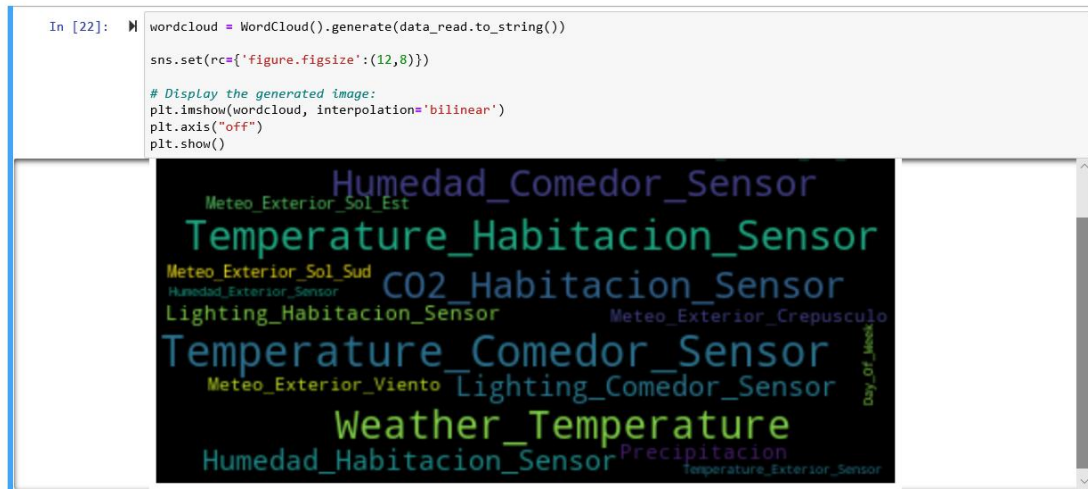 In [22]:
wordcloud = WordCloud().generate(data_read.to_string())
sns.set(rc={'figure.figsize':(12,8)})
# Display the generated image:
plt.imshow(wordcloud, interpolation='bilinear')
plt.axis("off")
plt.show()
Humedad_Comedor_Sensor
Meteo_Exterior_Sol_Est
Temperature_Habitacion_Sensor
Meteo_Exterior_Sol_Sud
CO2_Habitacion_Sensor
Humedad_Exterior_Sensor
Lighting_Habitacion_Sensor
Meteo_Exterior_Crepusculo
Temperature_Comedor_Sensor
Day_Of_Week
Meteo_Exterior_Viento
Lighting_Comedor_Sensor
Weather_Temperature
Humedad_Habitacion_Sensor
Precipitacion
Temperature_Exterior_Sensor